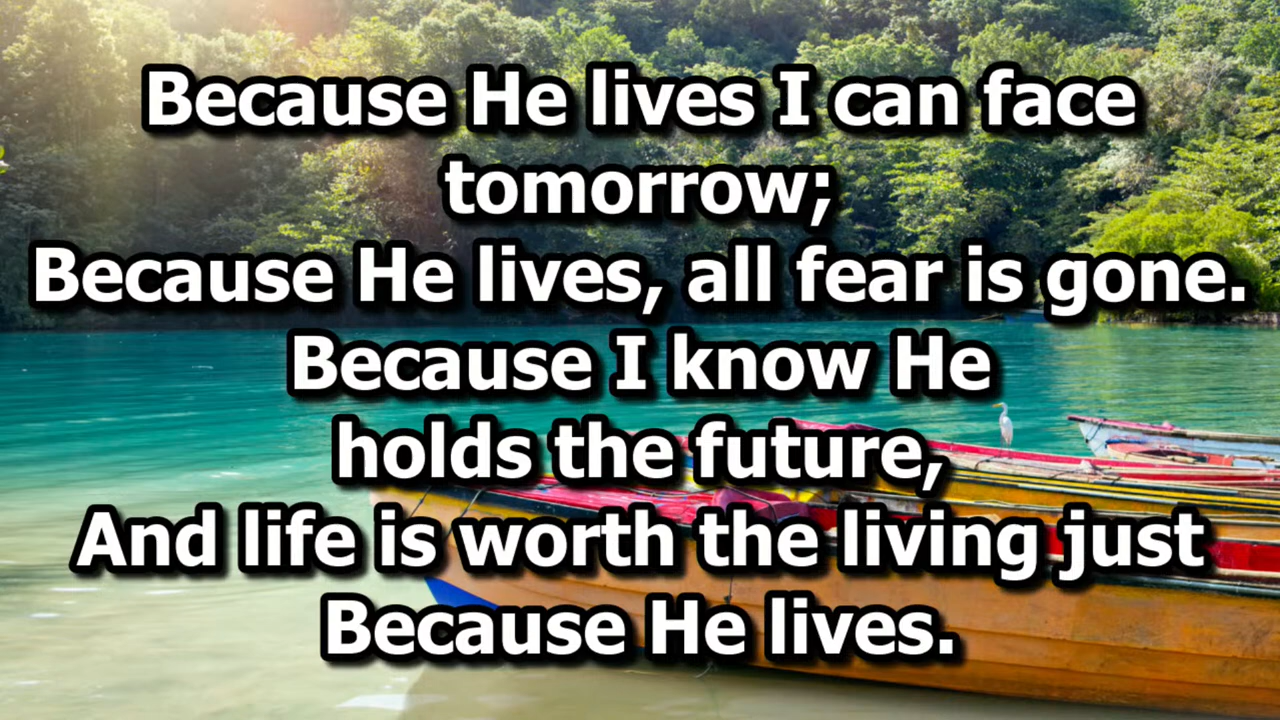 Because He lives I can face
tomorrow;
Because He lives, all fear is gone.
Because I know He
holds the future,
And life is worth the living just
Because He lives.